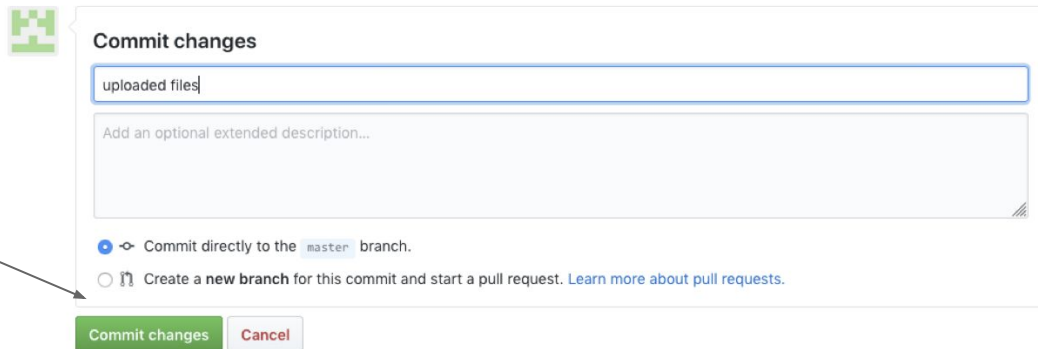 Commit changes
uploaded files
Add an optional extended description...
Commit directly to the master branch.
Create a new branch for this commit and start a pull request. Learn more about pull requests.
Commit changes Cancel